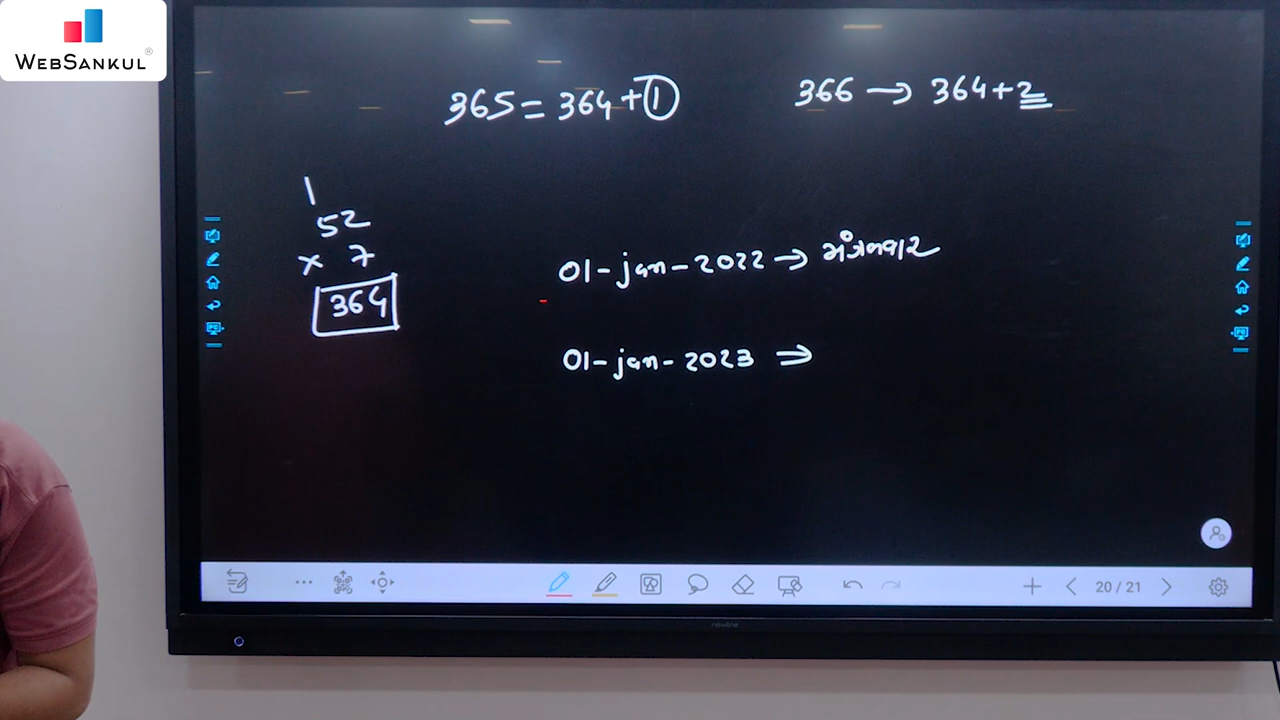 WEBSANKUL®
365 = 364 + 1
366 → 364 + 2
1
52
× 7
364
01-jan-2022 → મંગળવાર
01-jan-2023 ⇒
20 / 21
newline